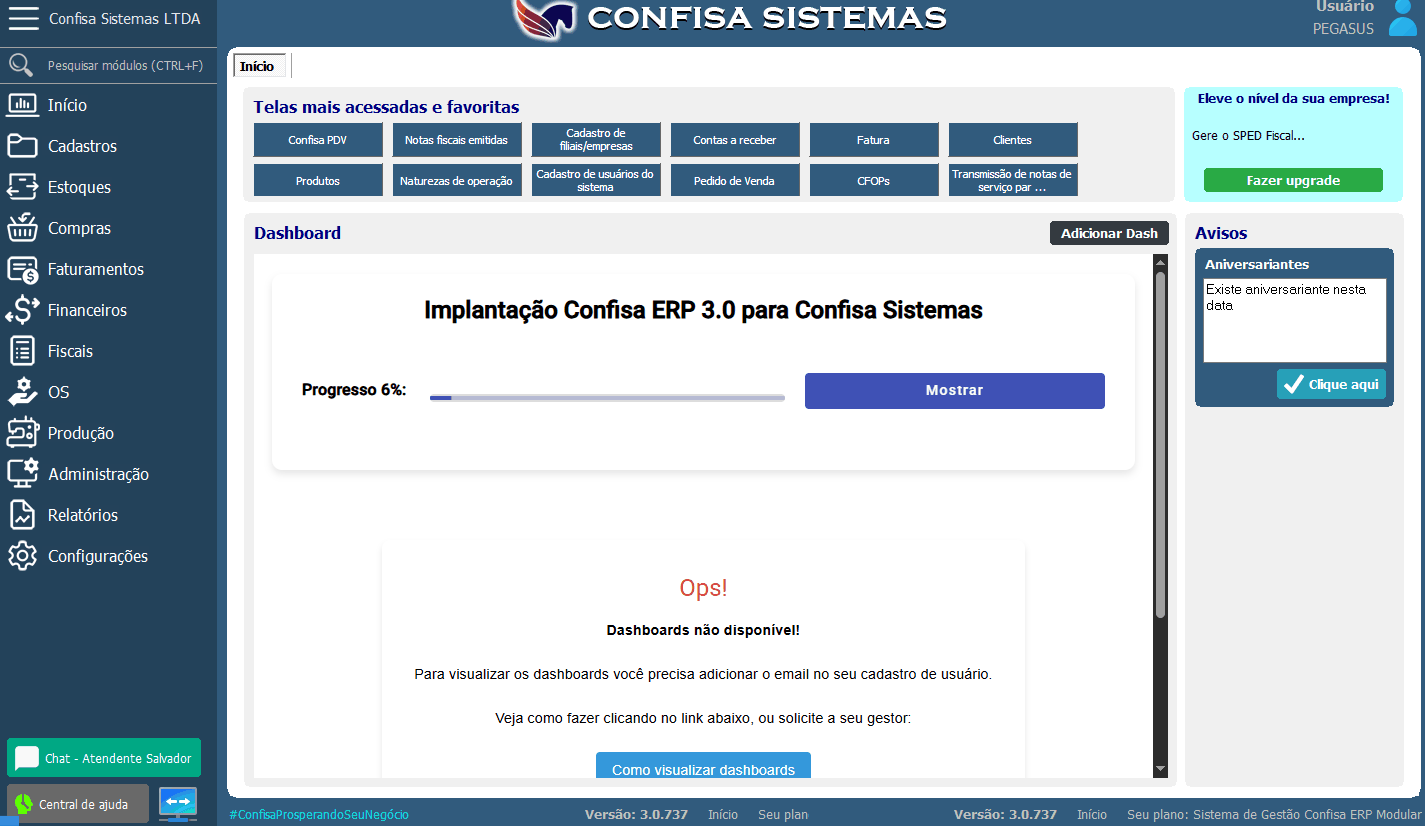 Confisa Sistemas LTDA
CONFISA SISTEMAS
Usuário
PEGASUS
Pesquisar módulos (CTRL+F)
Início
Cadastros
Estoques
Compras
Faturamentos
Financeiros
Fiscais
OS
Produção
Administração
Relatórios
Configurações
Chat - Atendente Salvador
Central de ajuda
Início
Telas mais acessadas e favoritas
Confisa PDV
Notas fiscais emitidas
Cadastro de
filiais/empresas
Contas a receber
Fatura
Clientes
Produtos
Naturezas de operação
Cadastro de usuários do
sistema
Pedido de Venda
CFOPs
Transmissão de notas de
serviço par ...
Eleve o nível da sua empresa!
Gere o SPED Fiscal...
Fazer upgrade
Dashboard
Adicionar Dash
Implantação Confisa ERP 3.0 para Confisa Sistemas
Progresso 6%:
Mostrar
Ops!
Dashboards não disponível!
Para visualizar os dashboards você precisa adicionar o email no seu cadastro de usuário.
Veja como fazer clicando no link abaixo, ou solicite a seu gestor:
Como visualizar dashboards
Avisos
Aniversariantes
Existe aniversariante nesta
data
Clique aqui
#ConfisaProsperandoSeuNegócio
Versão: 3.0.737
Início
Seu plan
Versão: 3.0.737
Início
Seu plano: Sistema de Gestão Confisa ERP Modular